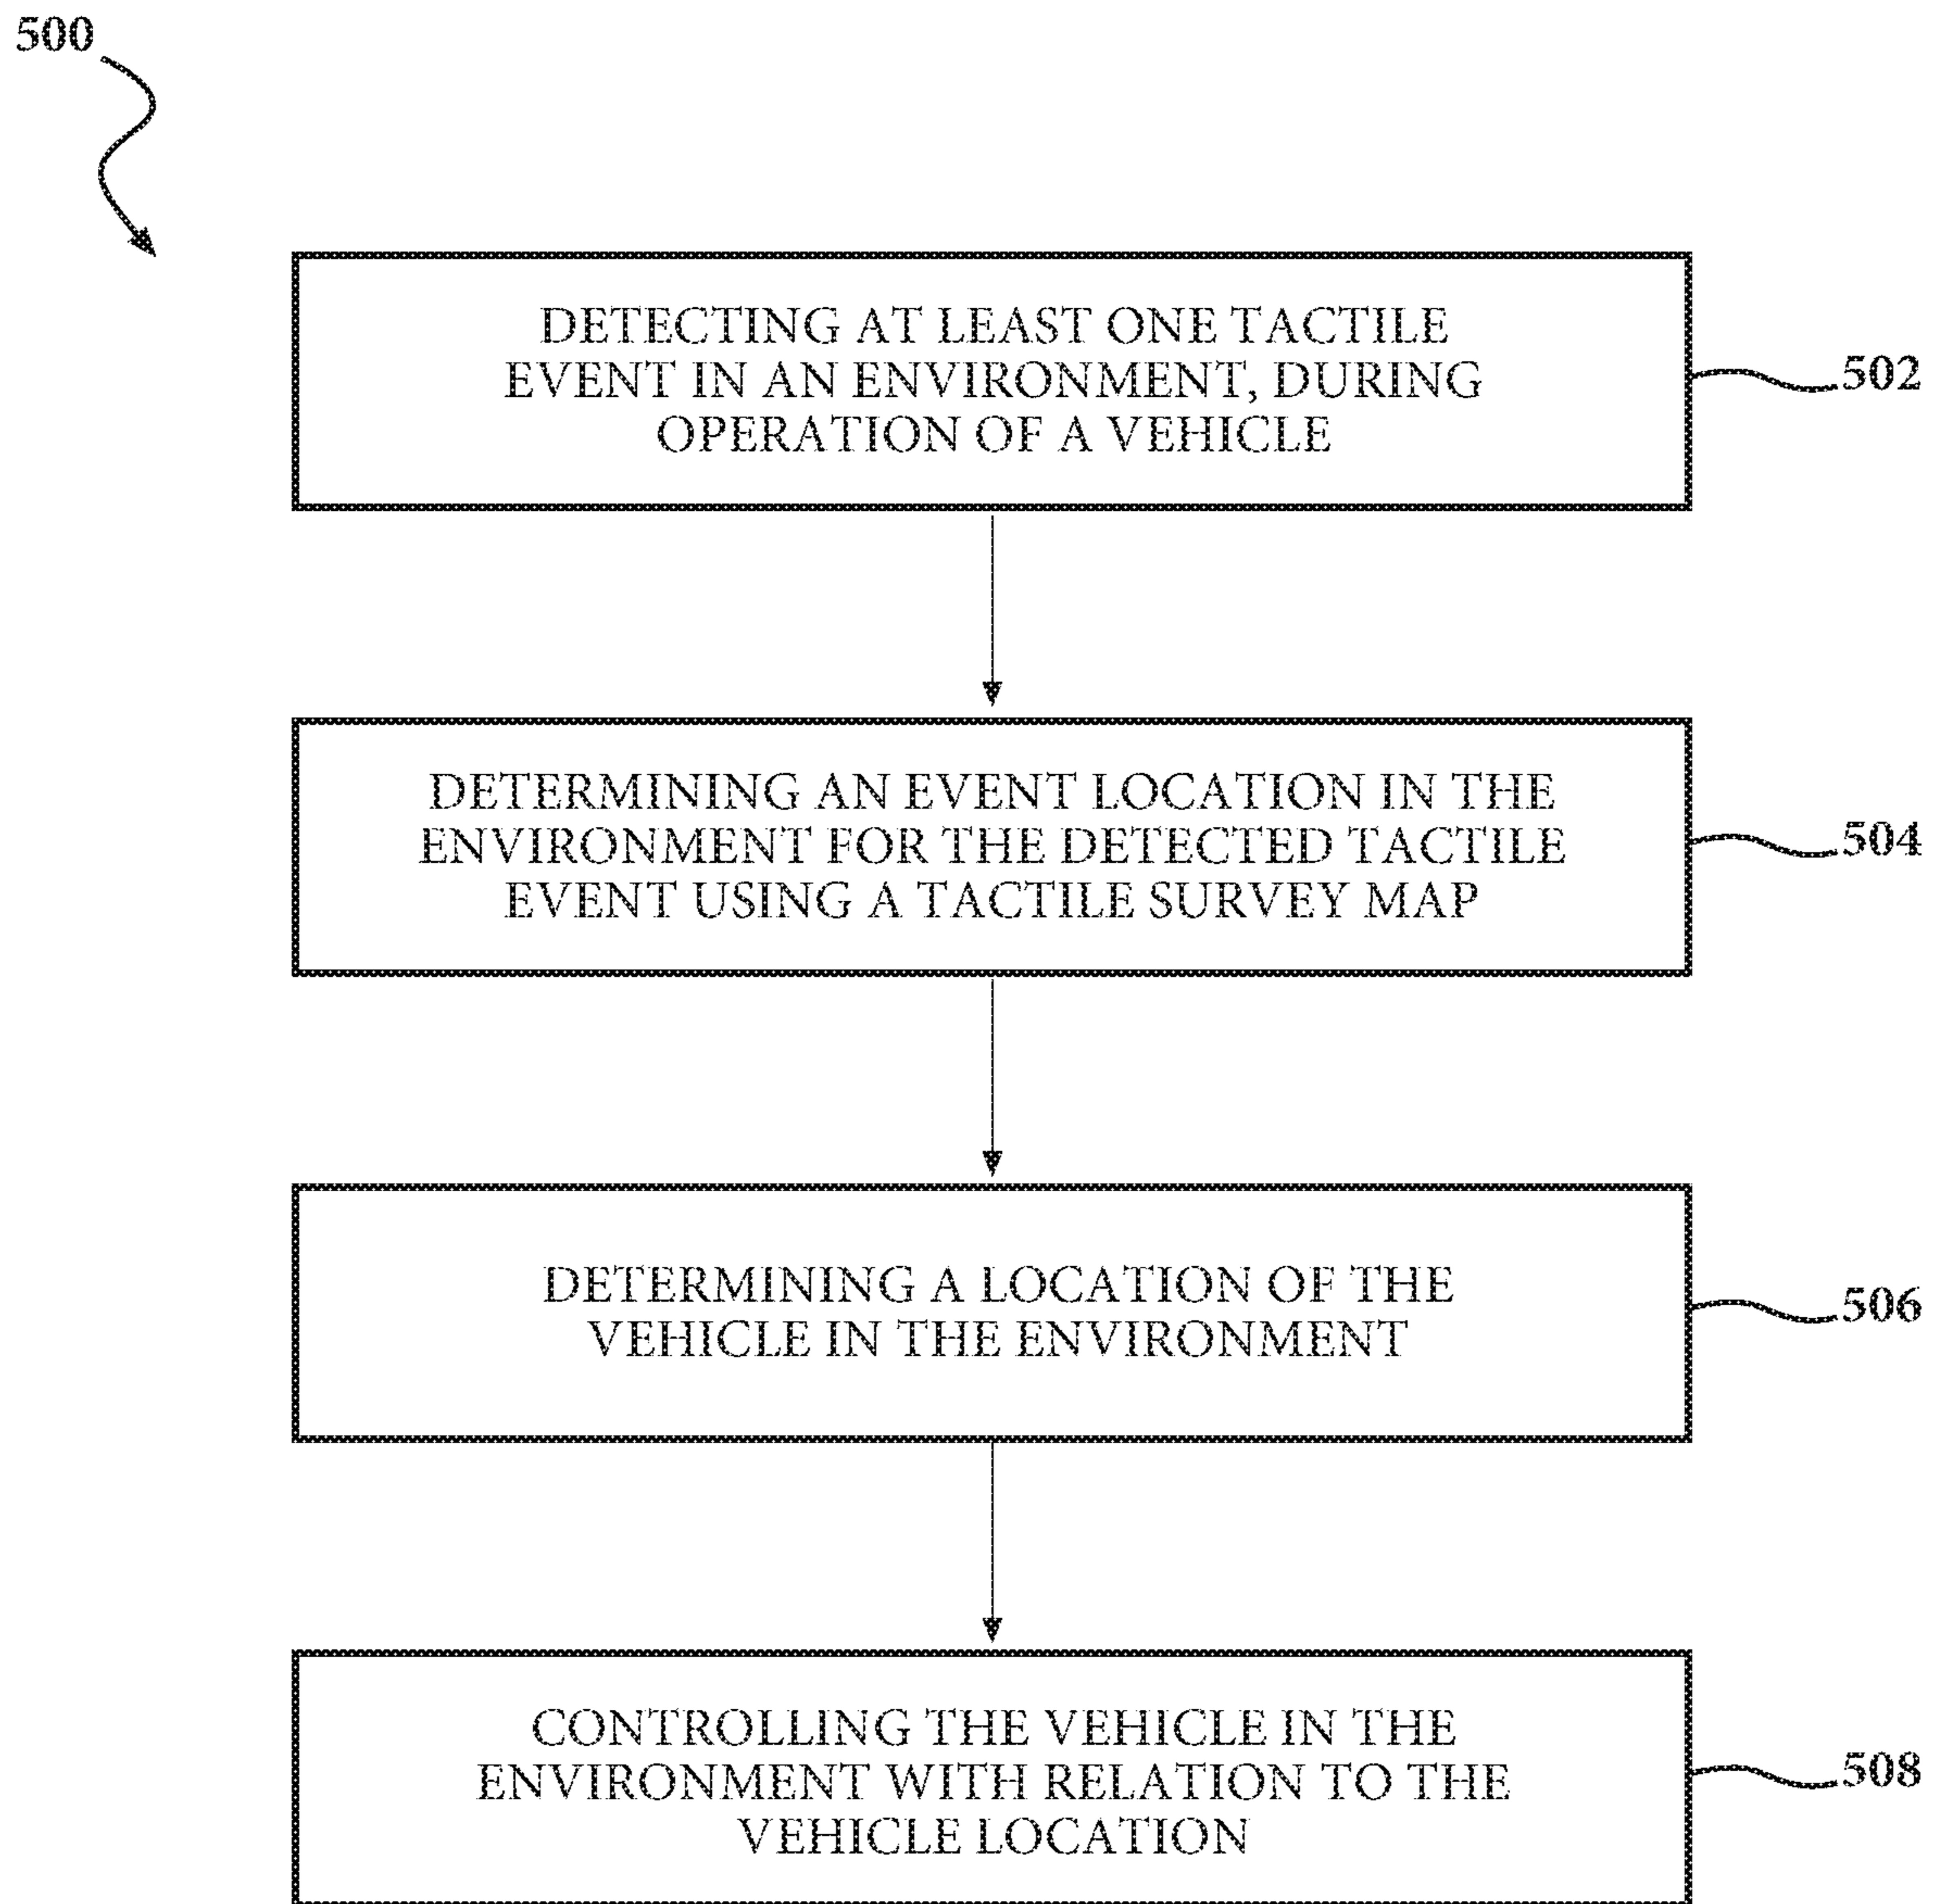 500
DETECTING AT LEAST ONE TACTILE
EVENT IN AN ENVIRONMENT, DURING
OPERATION OF A VEHICLE
502
DETERMINING AN EVENT LOCATION IN THE
ENVIRONMENT FOR THE DETECTED TACTILE
EVENT USING A TACTILE SURVEY MAP
504
DETERMINING A LOCATION OF THE
VEHICLE IN THE ENVIRONMENT
506
CONTROLLING THE VEHICLE IN THE
ENVIRONMENT WITH RELATION TO THE
VEHICLE LOCATION
508